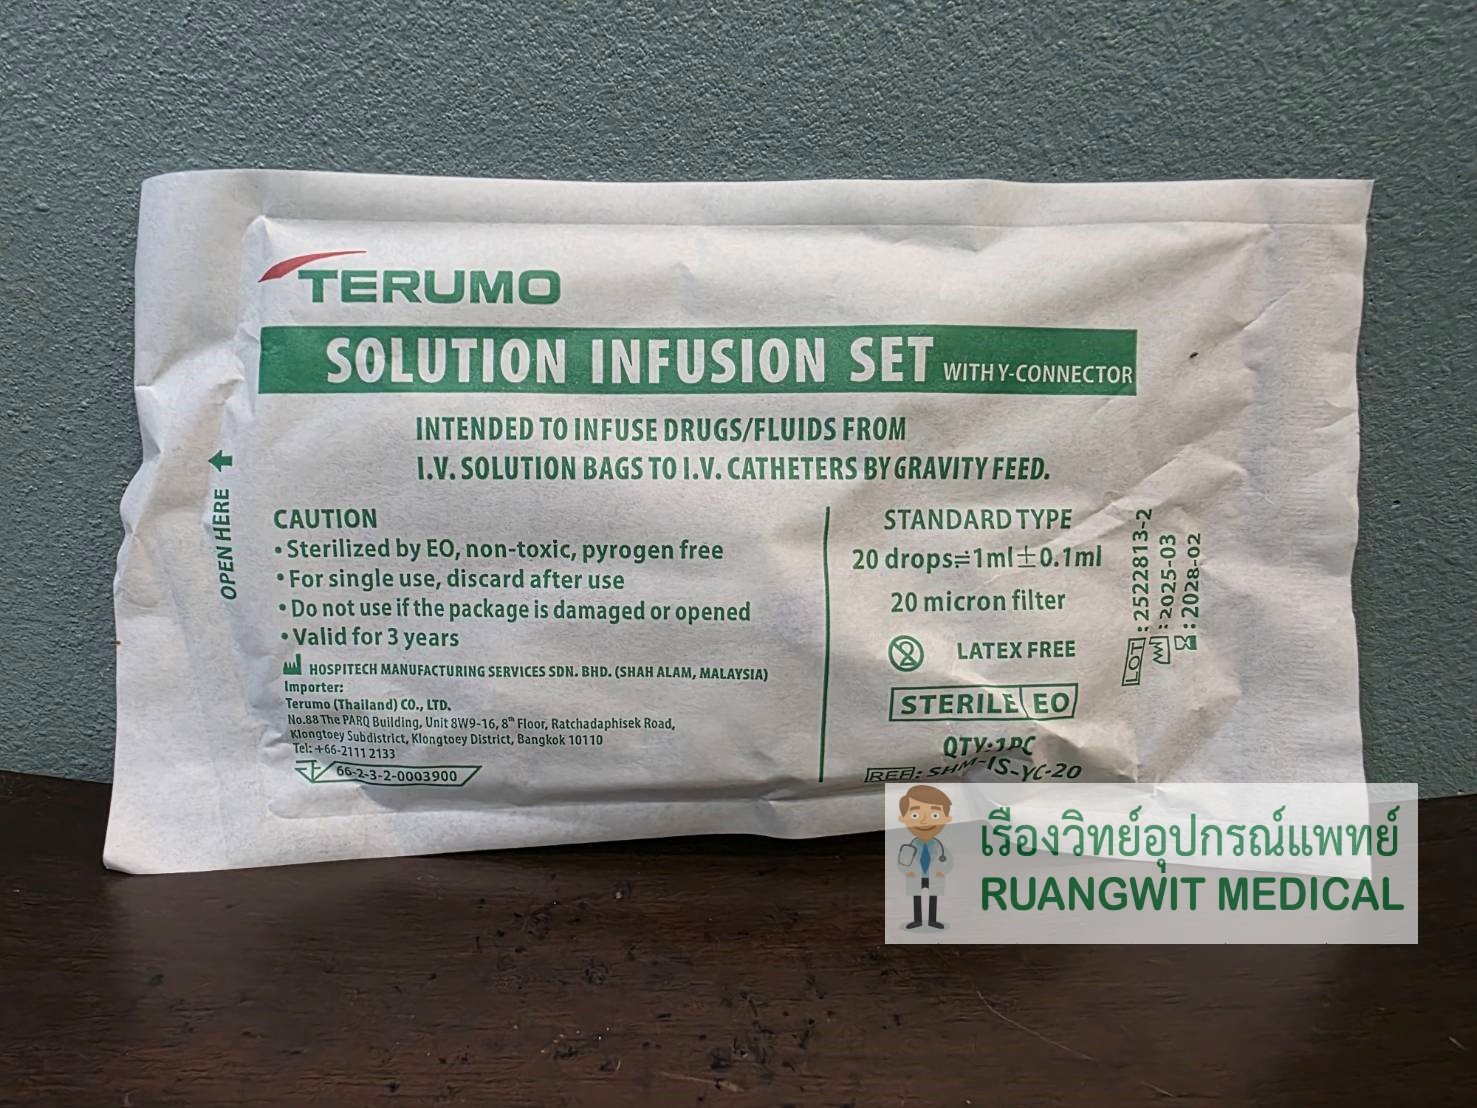 TERUMO
SOLUTION INFUSION SET WITH Y-CONNECTOR
INTENDED TO INFUSE DRUGS/FLUIDS FROM
I.V. SOLUTION BAGS TO I.V. CATHETERS BY GRAVITY FEED.
OPEN HERE
CAUTION
• Sterilized by EO, non-toxic, pyrogen free
• For single use, discard after use
• Do not use if the package is damaged or opened
• Valid for 3 years
HOSPITECH MANUFACTURING SERVICES SDN. BHD. (SHAH ALAM, MALAYSIA)
Importer:
Terumo (Thailand) CO., LTD.
No.88 The PARQ Building, Unit 8W9-16, 8th Floor, Ratchadaphisek Road,
Klongtoey Subdistrict, Klongtoey District, Bangkok 10110
Tel: +66-2111 2133
66-2-3-2-0003900
STANDARD TYPE
20 drops≒1ml±0.1ml
20 micron filter
2 LATEX FREE
STERILE EO
QTY:1PC
REF: SHM-IS-YC-20
LOT: 2522813-2
: 2025-03
: 2028-02
เรืองวิทย์อุปกรณ์แพทย์
RUANGWIT MEDICAL